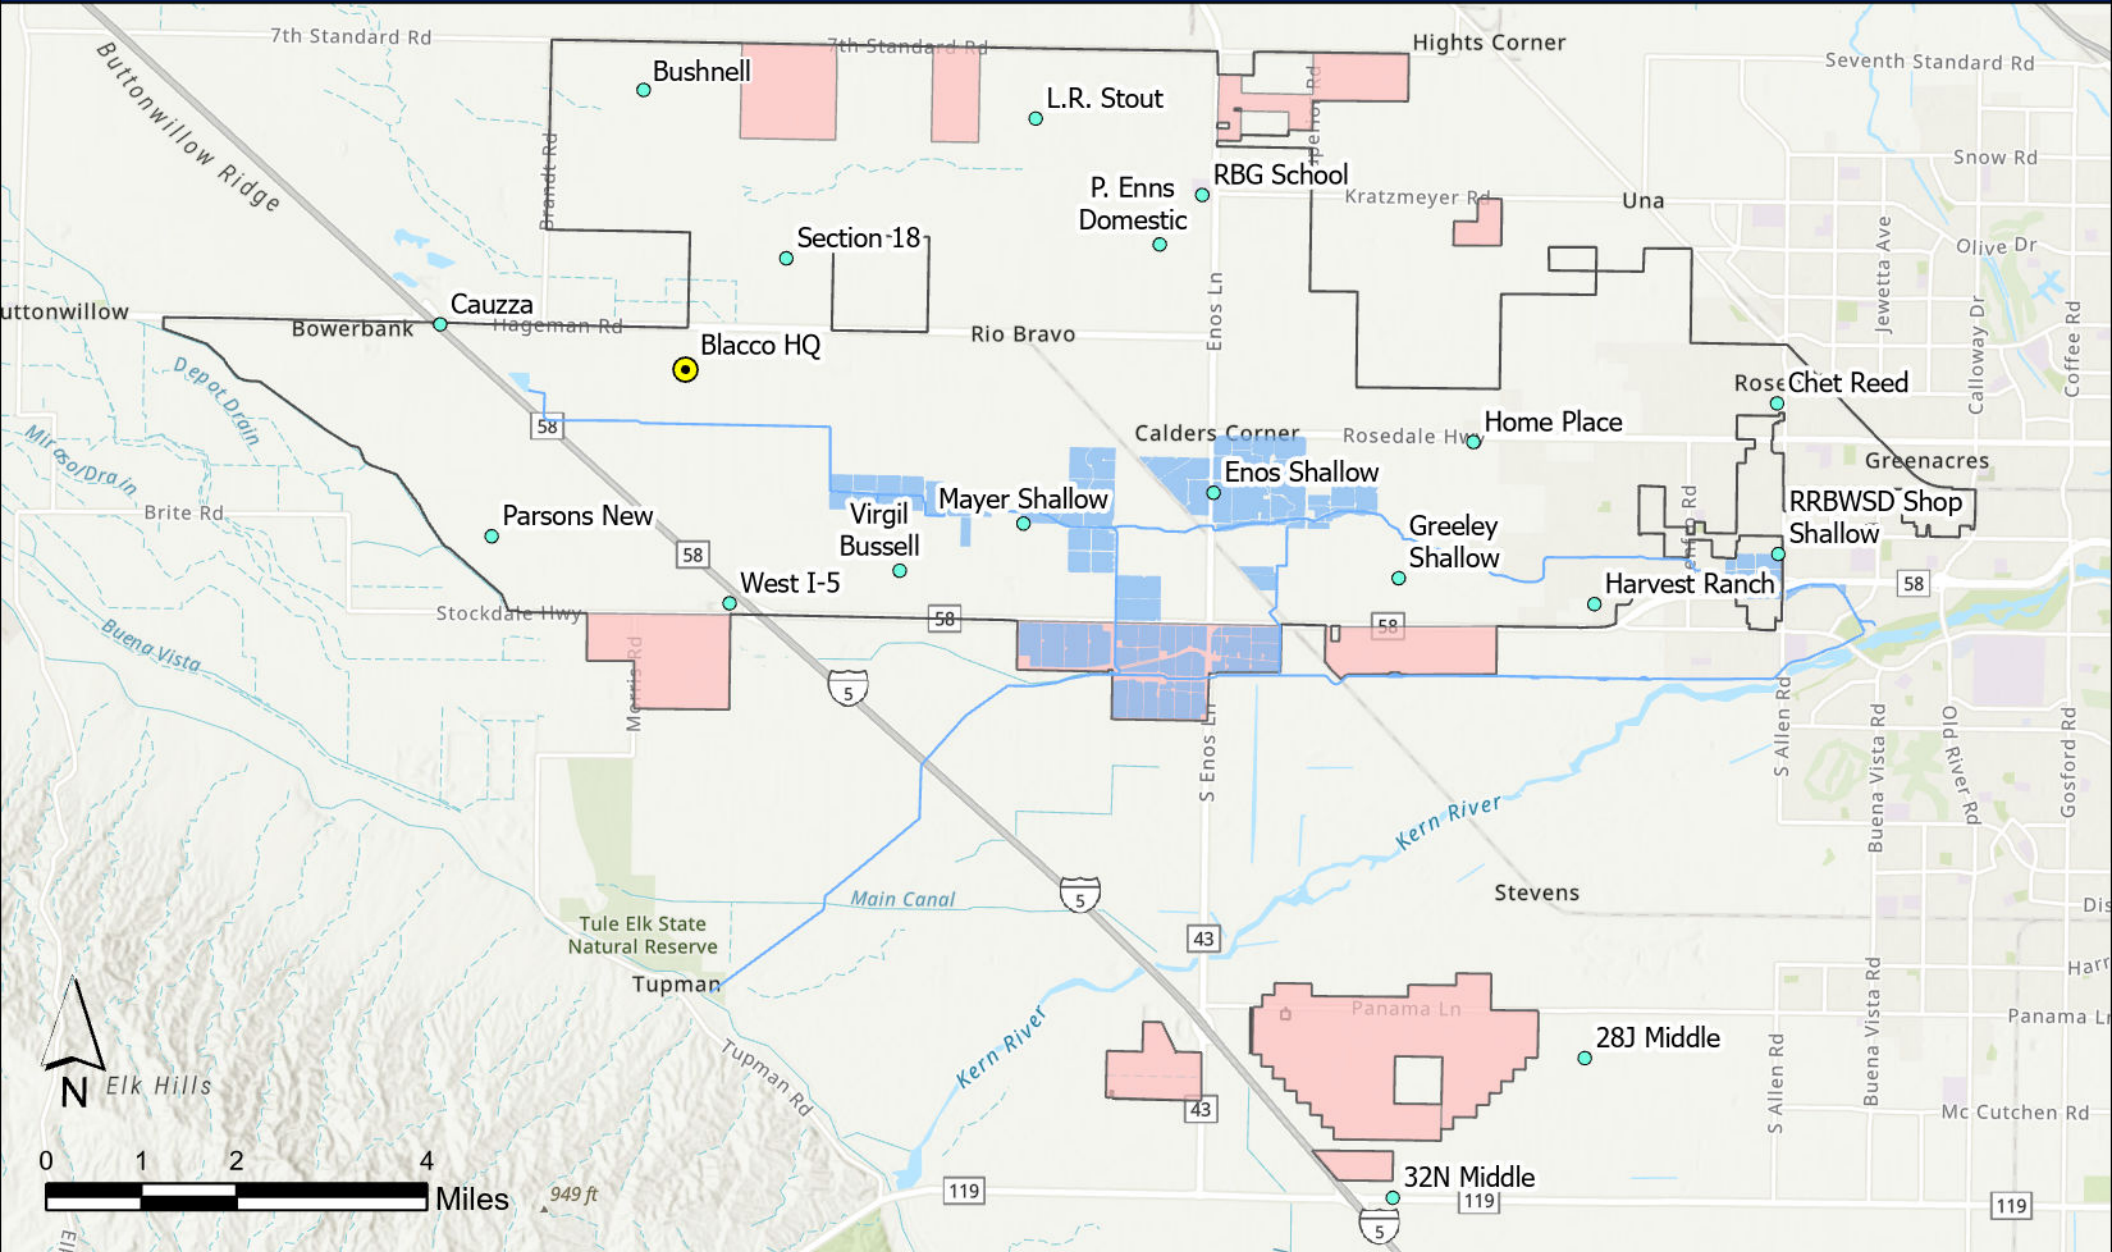 7th Standard Rd
7th Standard Rd
Hights Corner
Seventh Standard Rd
Bushnell
L.R. Stout
Buttonwillow Ridge
Brandt Rd
Snow Rd
RBG School
P. Enns
Domestic
Kratzmeyer Rd
Una
Section 18
Olive Dr
Jewetta Ave
Calloway Dr
Coffee Rd
Enos Ln
uttonwillow
Cauzza
Bowerbank
Hageman Rd
Rio Bravo
Blacco HQ
Depot Drain
Rose
Chet Reed
58
Calders Corner
Rosedale Hwy
Home Place
Greenacres
Drain
Enos Shallow
Brite Rd
Parsons New
Mayer Shallow
Virgil
Bussell
RRBWSD Shop
Shallow
Greeley
Shallow
58
West I-5
Harvest Ranch
58
Stockdale Hwy
58
58
Buena Vista
Morris Rd
5
S Enos Ln
S Allen Rd
Buena Vista Rd
Old River Rd
Gosford Rd
Kern River
Main Canal
5
Stevens
Dis
Tule Elk State
Natural Reserve
43
Tupman
Harr
Panama Ln
Panama Ln
Kern River
28J Middle
Tupman Rd
S Allen Rd
Buena Vista Rd
N
Elk Hills
43
Mc Cutchen Rd
0 1 2 4
Miles
949 ft
119
32N Middle
119
119
5